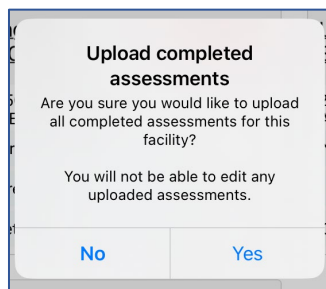 Upload completed
assessments
Are you sure you would like to upload
all completed assessments for this
facility?
You will not be able to edit any
uploaded assessments.
No
Yes